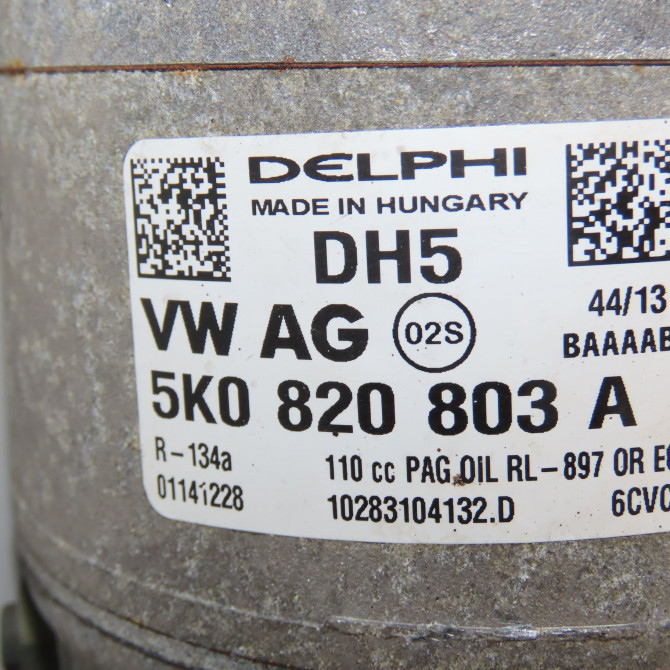 DELPHI
MADE IN HUNGARY
DH5
44/13
VW AG 02S
BAAAAB
5K0 820 803 A
R-134a
110 cc PAG OIL RL-897 OR
01141228
10283104132.D
6CVC